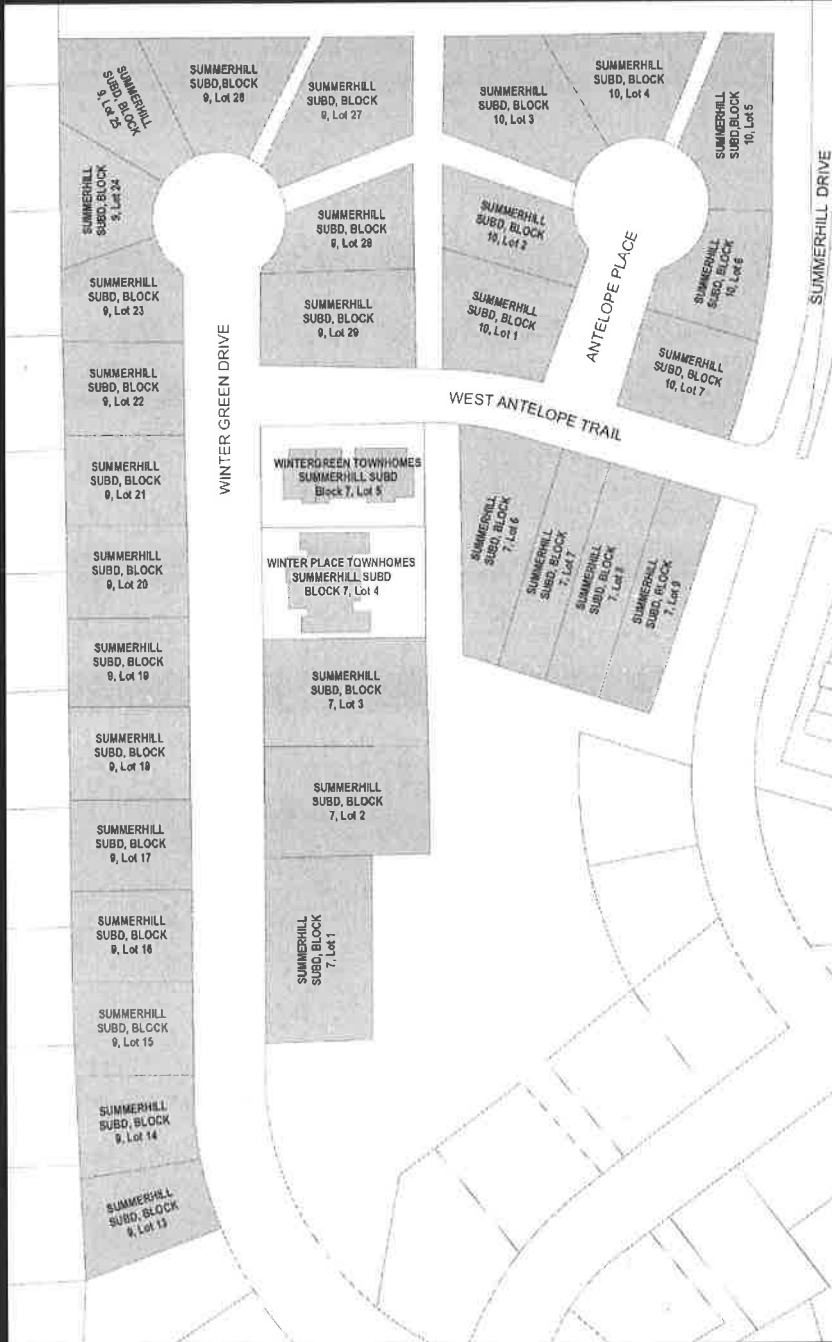 SUMMERHILL
SUBD, BLOCK
9, Lot 25
SUMMERHILL
SUBD,BLOCK
9, Lot 26
SUMMERHILL
SUBD, BLOCK
9, Lot 27
SUMMERHILL
SUBD, BLOCK
10, Lot 3
SUMMERHILL
SUBD, BLOCK
10, Lot 4
SUMMERHILL
SUBD,BLOCK
10, Lot 5
SUMMERHILL
SUBD, BLOCK
9, Lot 24
SUMMERHILL
SUBD, BLOCK
9, Lot 28
SUMMERHILL
SUBD, BLOCK
10, Lot 2
SUMMERHILL
SUBD, BLOCK
10, Lot 6
SUMMERHILL DRIVE
SUMMERHILL
SUBD, BLOCK
9, Lot 23
SUMMERHILL
SUBD, BLOCK
9, Lot 29
SUMMERHILL
SUBD, BLOCK
10, Lot 1
ANTELOPE PLACE
SUMMERHILL
SUBD, BLOCK
10, Lot 7
SUMMERHILL
SUBD, BLOCK
9, Lot 22
WINTER GREEN DRIVE
WEST ANTELOPE TRAIL
SUMMERHILL
SUBD, BLOCK
9, Lot 21
WINTERGREEN TOWNHOMES
SUMMERHILL SUBD
Block 7, Lot 5
SUMMERHILL
SUBD, BLOCK
7, Lot 6
SUMMERHILL
SUBD, BLOCK
7, Lot 7
SUMMERHILL
SUBD, BLOCK
7, Lot 8
SUMMERHILL
SUBD, BLOCK
7, Lot 9
SUMMERHILL
SUBD, BLOCK
9, Lot 20
WINTER PLACE TOWNHOMES
SUMMERHILL SUBD
BLOCK 7, Lot 4
SUMMERHILL
SUBD, BLOCK
9, Lot 19
SUMMERHILL
SUBD, BLOCK
7, Lot 3
SUMMERHILL
SUBD, BLOCK
9, Lot 18
SUMMERHILL
SUBD, BLOCK
7, Lot 2
SUMMERHILL
SUBD, BLOCK
9, Lot 17
SUMMERHILL
SUBD, BLOCK
9, Lot 16
SUMMERHILL
SUBD, BLOCK
7, Lot 1
SUMMERHILL
SUBD, BLOCK
9, Lot 15
SUMMERHILL
SUBD, BLOCK
9, Lot 14
SUMMERHILL
SUBD, BLOCK
9, Lot 13